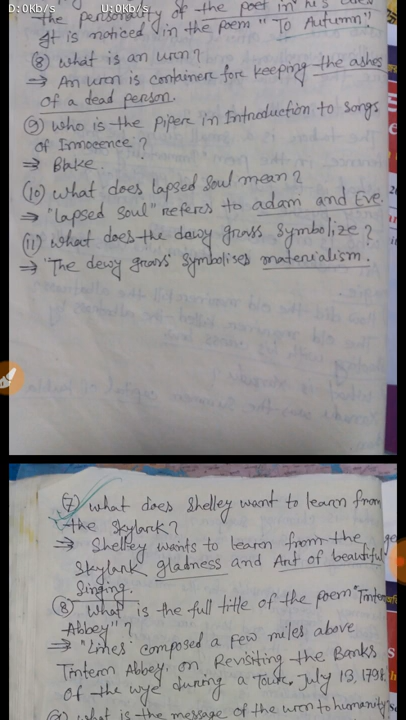 D:0Kb/s U:0Kb/s
the personality of the poet in his
It is noticed in the poem "To Autumn"
(8) what is an urn?
⇒ An urn is container fore keeping the ashes
of a dead person.
(9) who is the Piper in Introduction to songs
of Innocence?
⇒ Blake.
(10) what does lapsed soul mean?
⇒ "lapsed soul" refers to adam and Eve.
(11) what does the dewy grass symbolize?
⇒ "The dewy grass" symbolises materialism.
(7) what does Shelley want to learn from
the skylark?
⇒ Shelley wants to learn from the
Skylark gladness and Art of beautiful
Singing.
(8) What is the full title of the poem "Tintern
Abbey"?
⇒ "Lines composed a few miles above
Tintern Abbey, on Revisiting the Banks
of the wye during a Tour, July 13, 1798.
what is the message of the urn to humanity